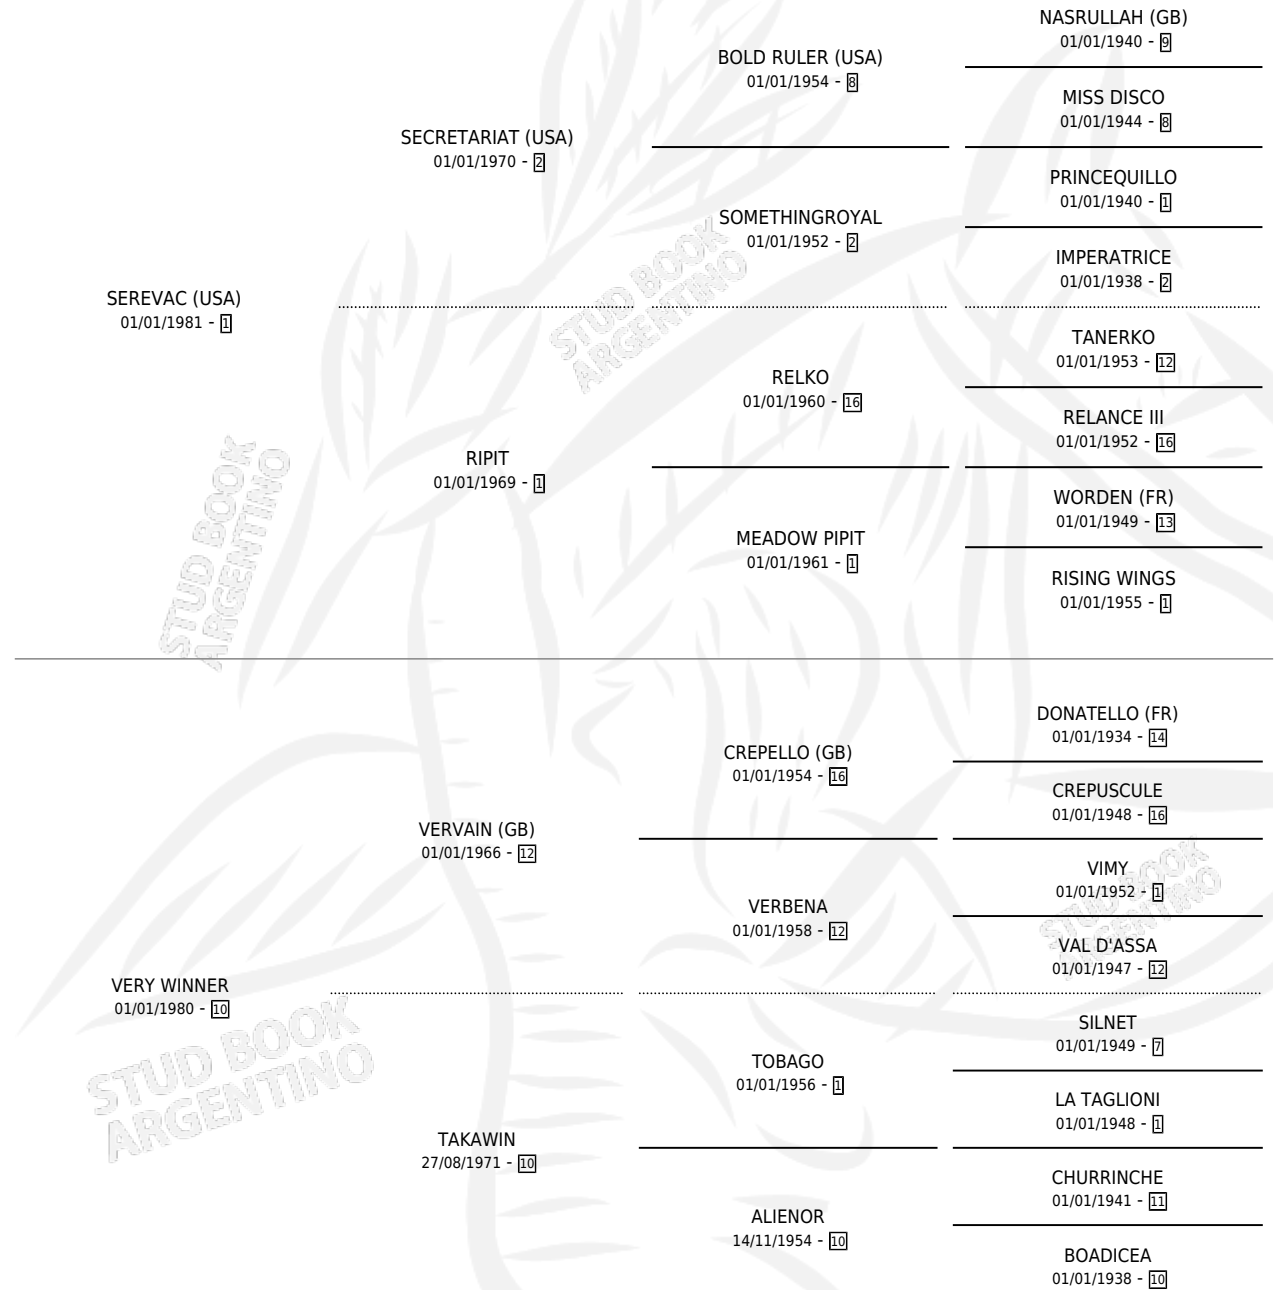 NASRULLAH (GB)
01/01/1940 - 9
BOLD RULER (USA)
01/01/1954 - 8
MISS DISCO
01/01/1944 - 8
SECRETARIAT (USA)
01/01/1970 - 2
PRINCEQUILLO
01/01/1940 - 1
SOMETHINGROYAL
01/01/1952 - 2
IMPERATRICE
01/01/1938 - 2
SEREVAC (USA)
01/01/1981 - 1
STUD BOOK
ARGENTINO
TANERKO
01/01/1953 - 12
RELKO
01/01/1960 - 16
RELANCE III
01/01/1952 - 16
RIPIT
01/01/1969 - 1
WORDEN (FR)
01/01/1949 - 13
MEADOW PIPIT
01/01/1961 - 1
RISING WINGS
01/01/1955 - 1
STUD BOOK
ARGENTINO
DONATELLO (FR)
01/01/1934 - 14
CREPELLO (GB)
01/01/1954 - 16
CREPUSCULE
01/01/1948 - 16
VERVAIN (GB)
01/01/1966 - 12
VIMY
01/01/1952 - 1
VERBENA
01/01/1958 - 12
VAL D'ASSA
01/01/1947 - 12
STUD BOOK
ARGENTINO
VERY WINNER
01/01/1980 - 10
SILNET
01/01/1949 - 7
TOBAGO
01/01/1956 - 1
LA TAGLIONI
01/01/1948 - 1
STUD BOOK
ARGENTINO
TAKAWIN
27/08/1971 - 10
CHURRINCHE
01/01/1941 - 11
ALIENOR
14/11/1954 - 10
BOADICEA
01/01/1938 - 10